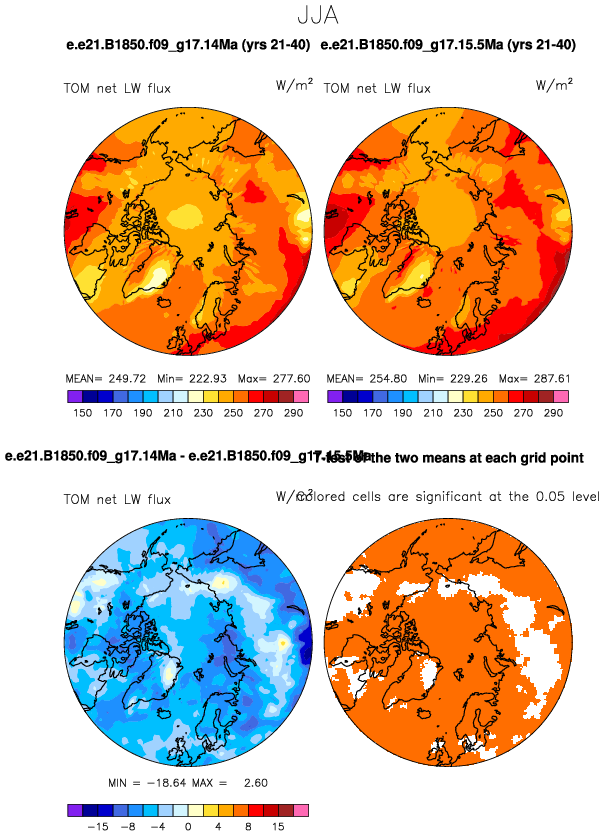 JJA
e.e21.B1850.f09_g17.14Ma (yrs 21-40) e.e21.B1850.f09_g17.15.5Ma (yrs 21-40)
TOM net LW flux W/m² TOM net LW flux W/m²
MEAN= 249.72 Min= 222.93 Max= 277.60 MEAN= 254.80 Min= 229.26 Max= 287.61
150 170 190 210 230 250 270 290 150 170 190 210 230 250 270 290
e.e21.B1850.f09_g17.14Ma - e.e21.B1850.f09_g17.15.5Ma T-test of the two means at each grid point
TOM net LW flux W/m² Colored cells are significant at the 0.05 level
MIN = -18.64 MAX = 2.60
-15 -8 -4 0 4 8 15